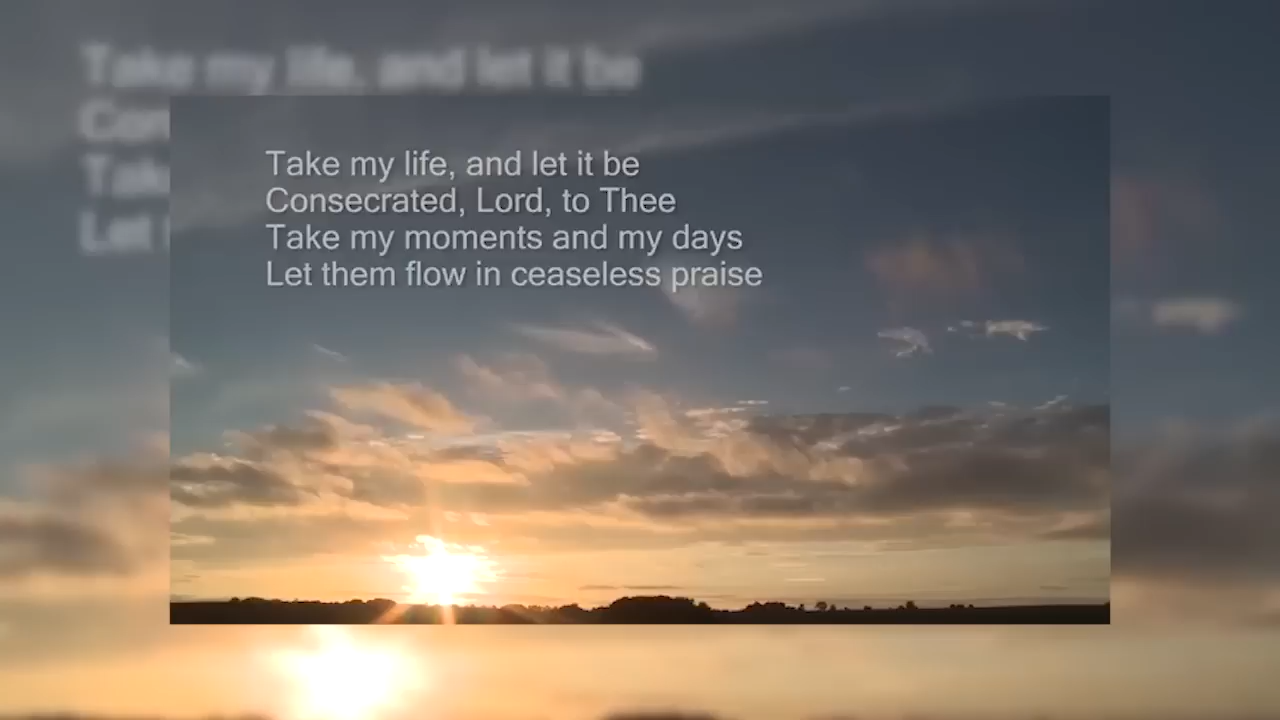 Take my life, and let it be
Consecrated, Lord, to Thee
Take my moments and my days
Let them flow in ceaseless praise